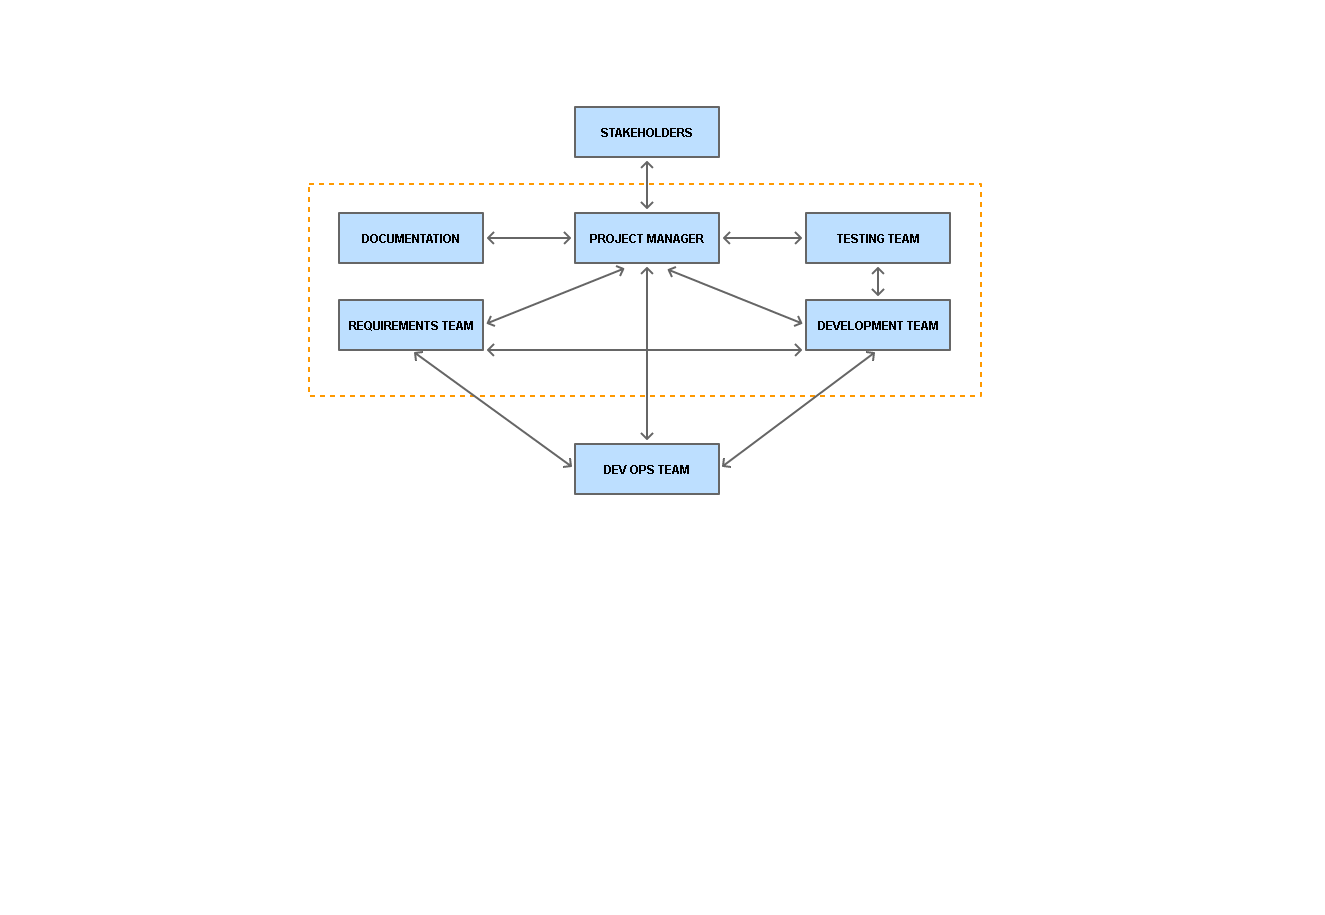 STAKEHOLDERS
DOCUMENTATION
PROJECT MANAGER
TESTING TEAM
REQUIREMENTS TEAM
DEVELOPMENT TEAM
DEV OPS TEAM